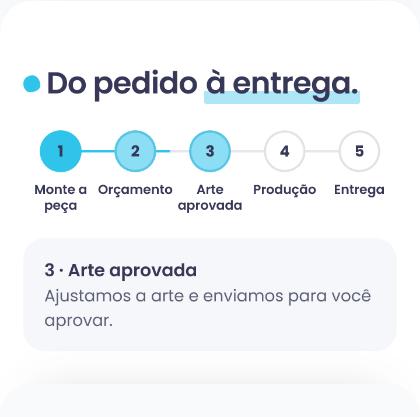 Do pedido à entrega.
1 2 3 4 5
Monte a peça
Orçamento
Arte aprovada
Produção
Entrega
3 · Arte aprovada
Ajustamos a arte e enviamos para você
aprovar.